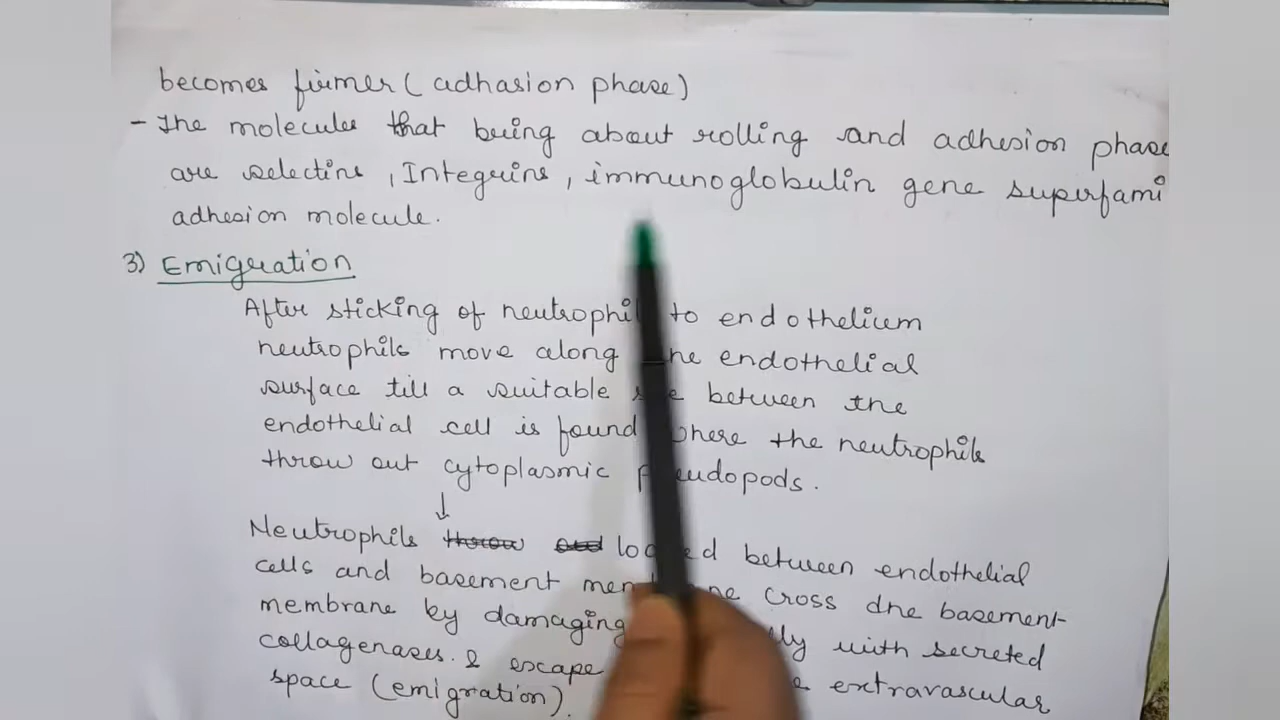 becomes firmer (adhasion phase)
- The molecules that being about rolling and adhesion phase
are selectins, Integrins, immunoglobulin gene superfami
adhesion molecule.
3) Emigration
After sticking of neutrophil to endothelium
neutrophils move along endothelial
surface till a suitable between the
endothelial cell is found where the neutrophils
throw out cytoplasmic pseudopods.
↓
Neutrophils throw out between endothelial
cells and basement cross the basement
membrane by damaging with secreted
collagenases. & escape extravascular
space (emigration).